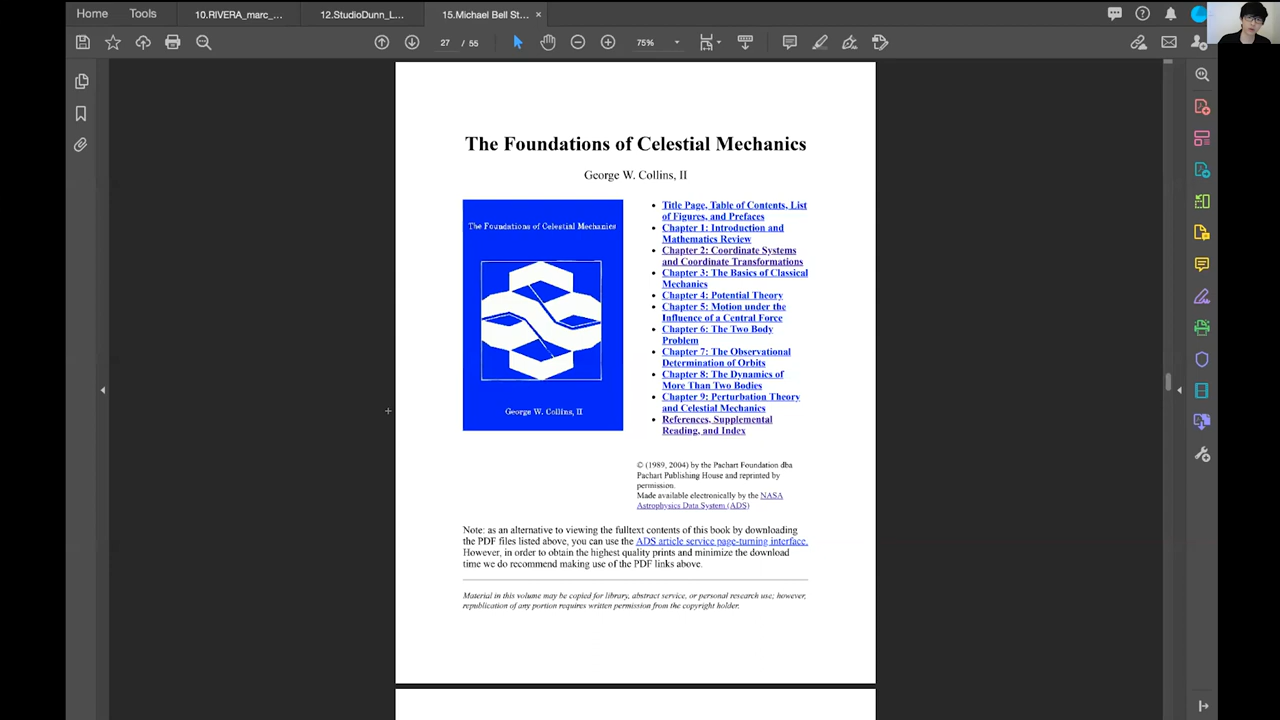 Home
Tools
10.RIVERA_marc_...
12.StudioDunn_L...
15.Michael Bell St...
27 / 55
75%
The Foundations of Celestial Mechanics
George W. Collins, II
The Foundations of Celestial Mechanics
George W. Collins, II
Title Page, Table of Contents, List
of Figures, and Prefaces
Chapter 1: Introduction and
Mathematics Review
Chapter 2: Coordinate Systems
and Coordinate Transformations
Chapter 3: The Basics of Classical
Mechanics
Chapter 4: Potential Theory
Chapter 5: Motion under the
Influence of a Central Force
Chapter 6: The Two Body
Problem
Chapter 7: The Observational
Determination of Orbits
Chapter 8: The Dynamics of
More Than Two Bodies
Chapter 9: Perturbation Theory
and Celestial Mechanics
References, Supplemental
Reading, and Index
© (1989, 2004) by the Pachart Foundation dba
Pachart Publishing House and reprinted by
permission.
Made available electronically by the NASA
Astrophysics Data System (ADS)
Note: as an alternative to viewing the fulltext contents of this book by downloading
the PDF files listed above, you can use the ADS article service page-turning interface.
However, in order to obtain the highest quality prints and minimize the download
time we do recommend making use of the PDF links above.
Material in this volume may be copied for library, abstract service, or personal research use; however,
republication of any portion requires written permission from the copyright holder.